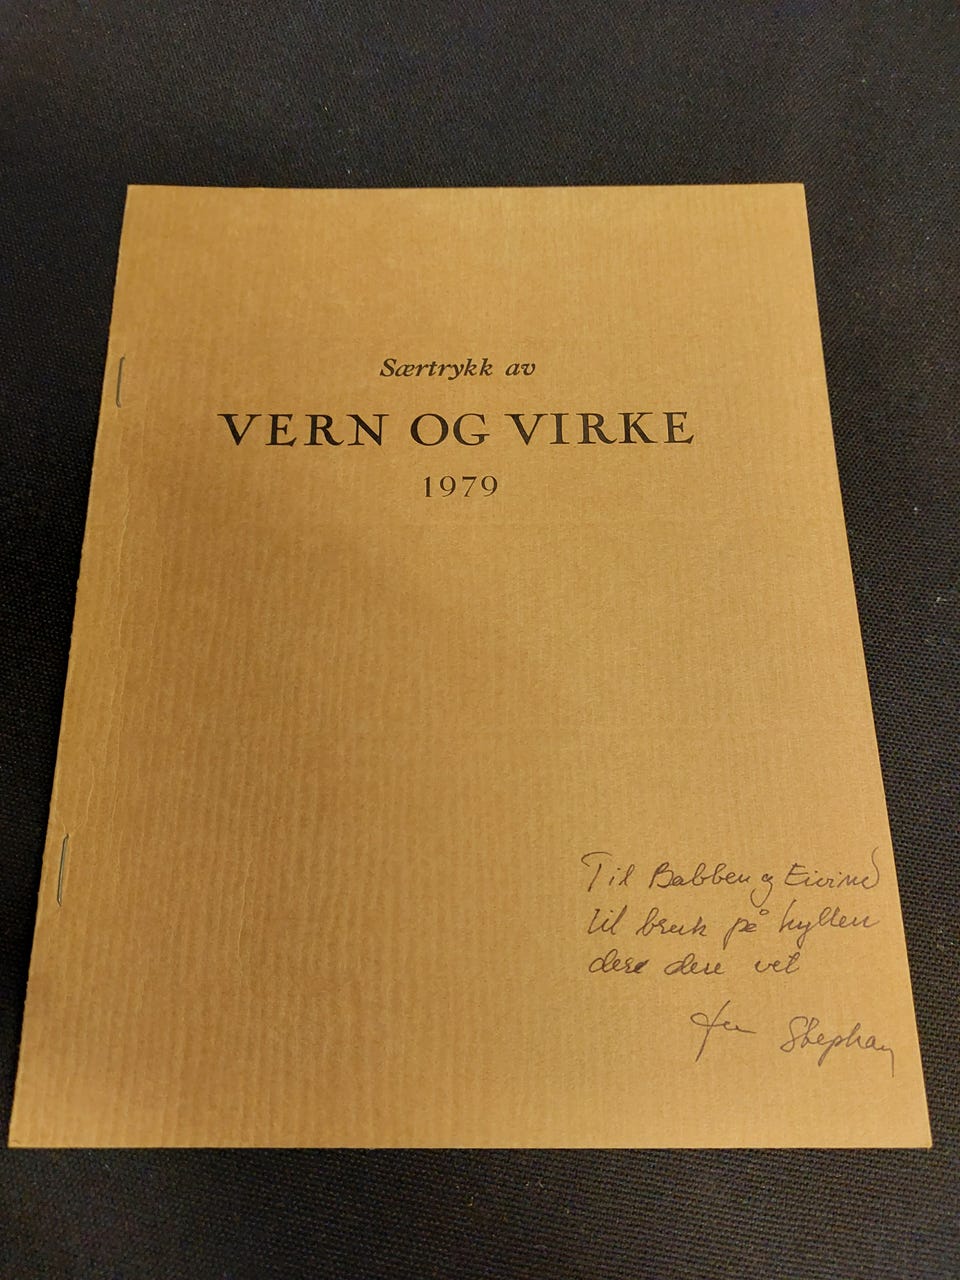 Særtrykk av
VERN OG VIRKE
1979
Til Babben og Eivind
til bruk på hyllen
dere dere vet
fra Stephan